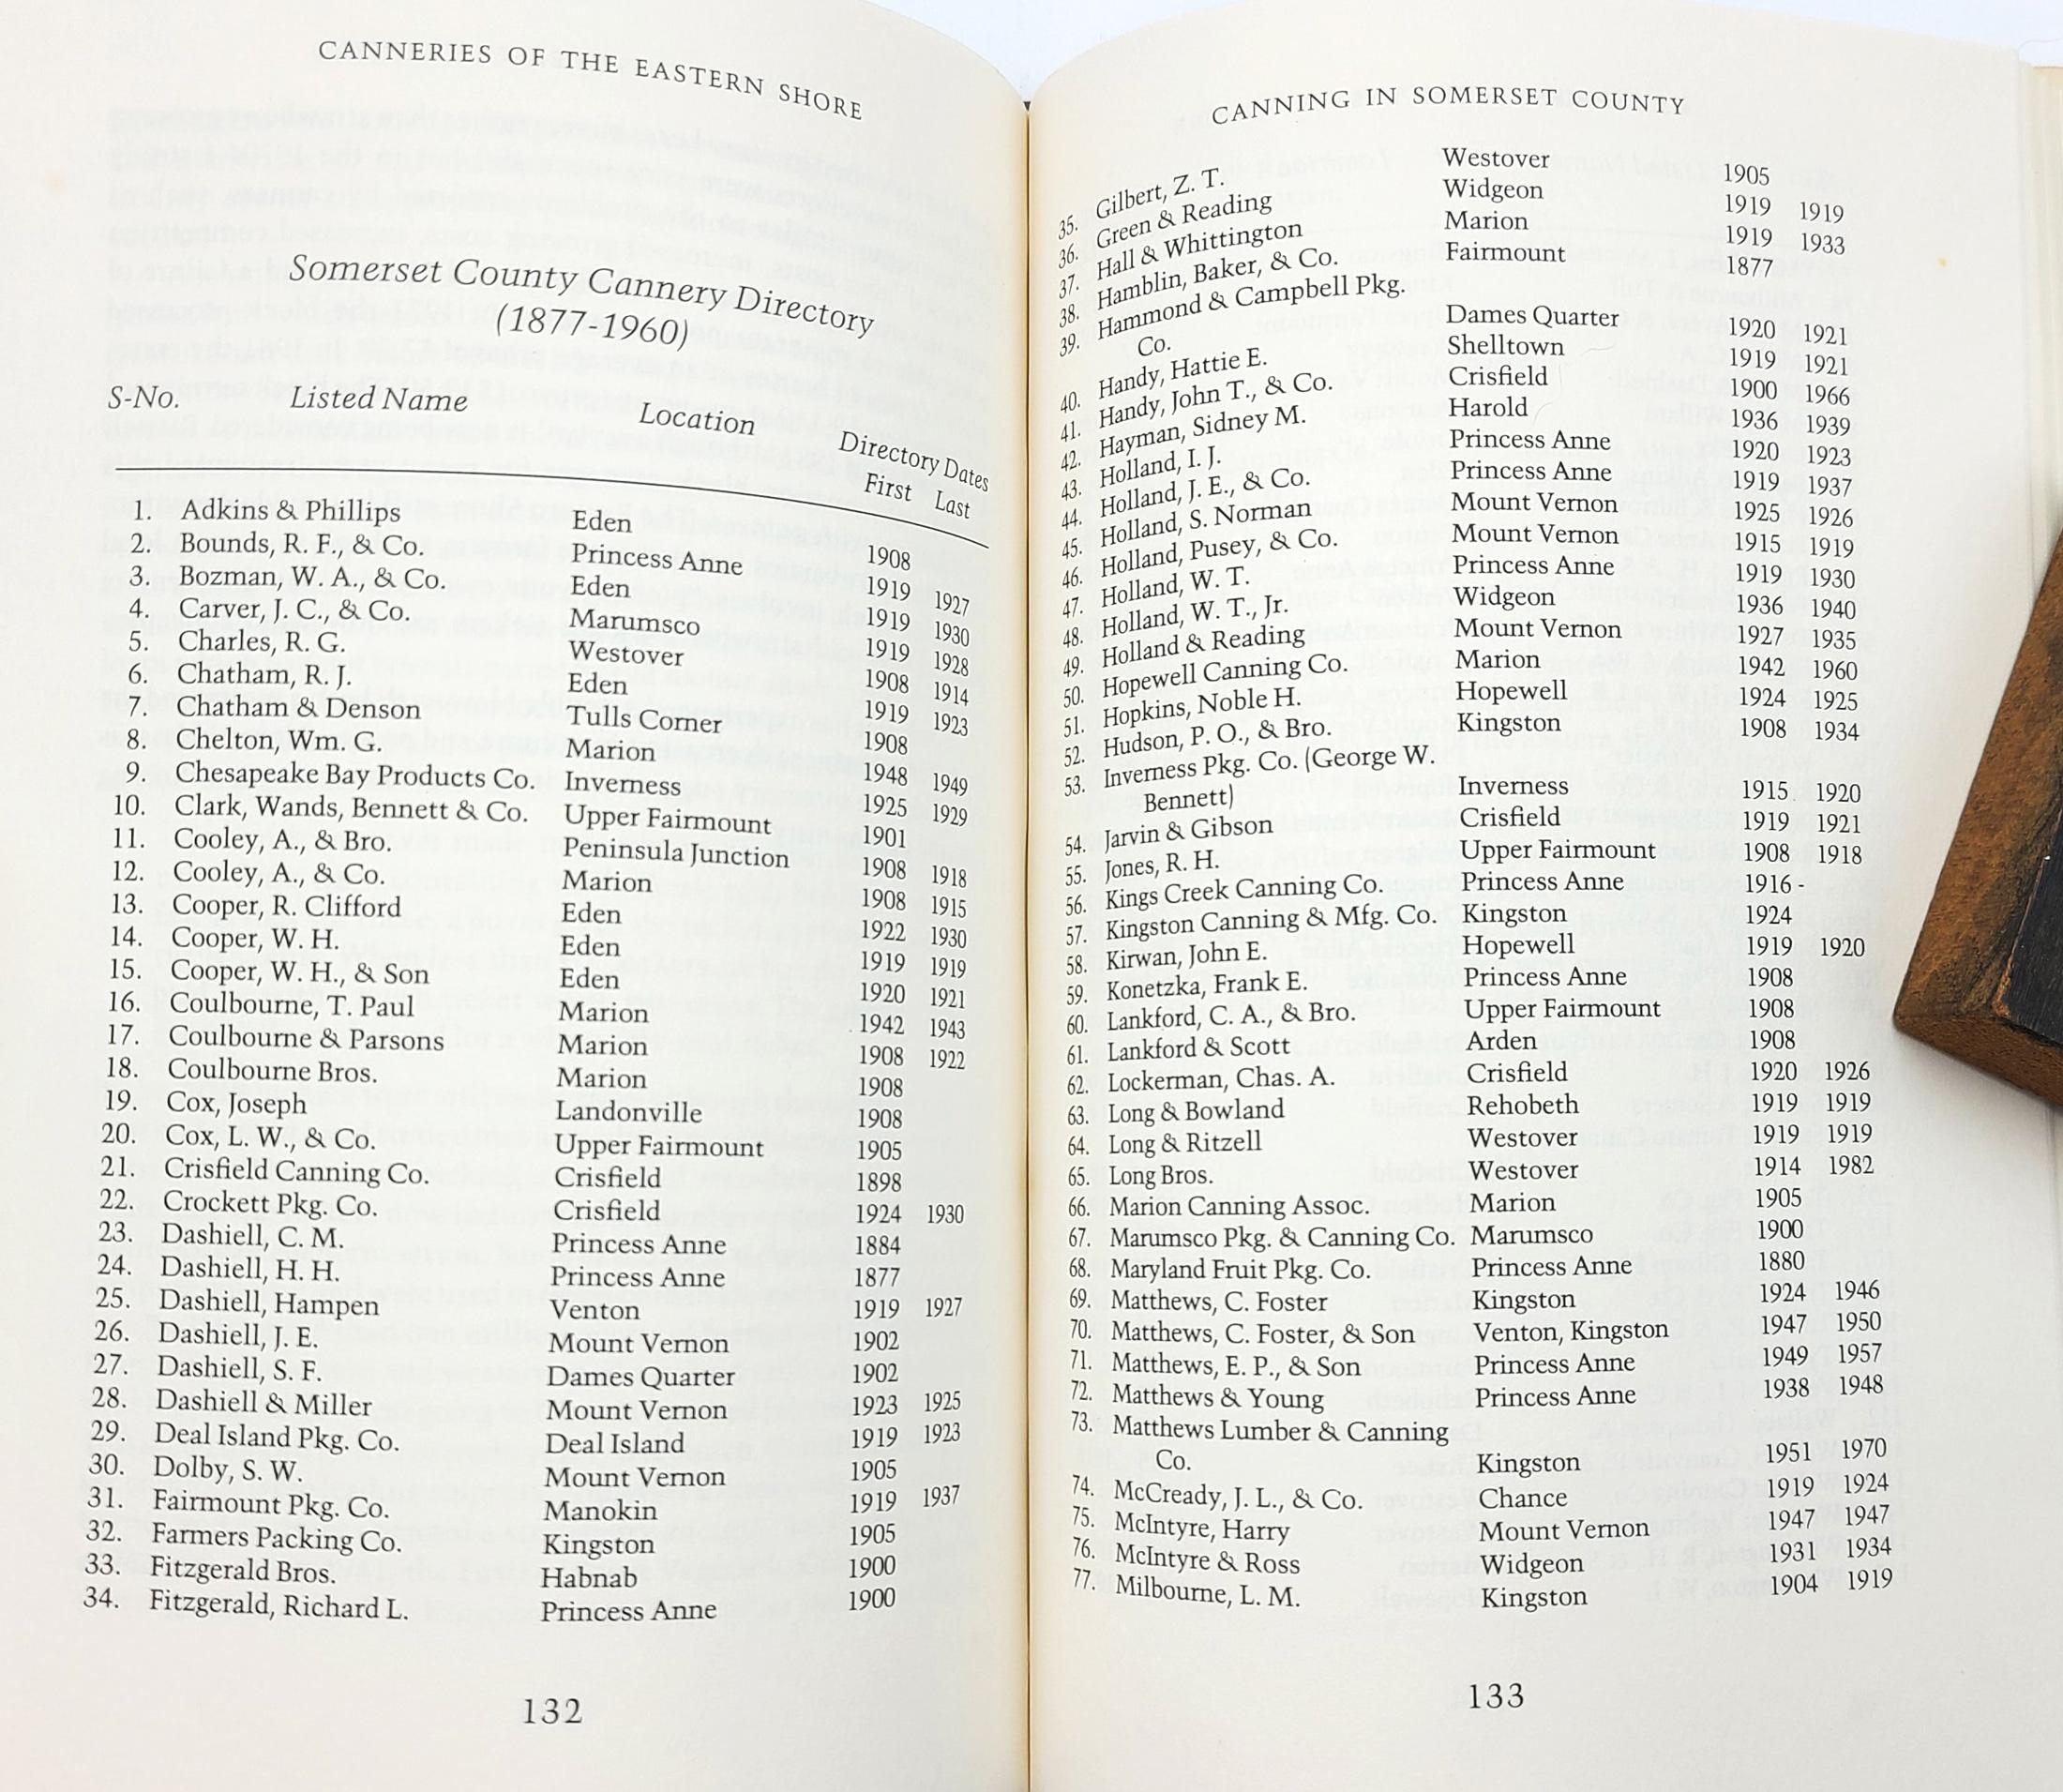 CANNERIES OF THE EASTERN SHORE
Somerset County Cannery Directory
(1877-1960)
S-No. Listed Name Location Directory Dates
First Last
1. Adkins & Phillips Eden 1908
2. Bounds, R. F., & Co. Princess Anne 1919 1927
3. Bozman, W. A., & Co. Eden 1919 1930
4. Carver, J. C., & Co. Marumsco 1919 1928
5. Charles, R. G. Westover 1908 1914
6. Chatham, R. J. Eden 1919 1923
7. Chatham & Denson Tulls Corner 1908
8. Chelton, Wm. G. Marion 1948 1949
9. Chesapeake Bay Products Co. Inverness 1925 1929
10. Clark, Wands, Bennett & Co. Upper Fairmount 1901
11. Cooley, A., & Bro. Peninsula Junction 1908 1918
12. Cooley, A., & Co. Marion 1908 1915
13. Cooper, R. Clifford Eden 1922 1930
14. Cooper, W. H. Eden 1919 1919
15. Cooper, W. H., & Son Eden 1920 1921
16. Coulbourne, T. Paul Marion 1942 1943
17. Coulbourne & Parsons Marion 1908 1922
18. Coulbourne Bros. Marion 1908
19. Cox, Joseph Landonville 1908
20. Cox, L. W., & Co. Upper Fairmount 1905
21. Crisfield Canning Co. Crisfield 1898
22. Crockett Pkg. Co. Crisfield 1924 1930
23. Dashiell, C. M. Princess Anne 1884
24. Dashiell, H. H. Princess Anne 1877
25. Dashiell, Hampen Venton 1919 1927
26. Dashiell, J. E. Mount Vernon 1902
27. Dashiell, S. F. Dames Quarter 1902
28. Dashiell & Miller Mount Vernon 1923 1925
29. Deal Island Pkg. Co. Deal Island 1919 1923
30. Dolby, S. W. Mount Vernon 1905
31. Fairmount Pkg. Co. Manokin 1919 1937
32. Farmers Packing Co. Kingston 1905
33. Fitzgerald Bros. Habnab 1900
34. Fitzgerald, Richard L. Princess Anne 1900
132
CANNING IN SOMERSET COUNTY
35. Gilbert, Z. T. Westover 1905
36. Green & Reading Widgeon 1919 1919
37. Hall & Whittington Marion 1919 1933
38. Hamblin, Baker, & Co. Fairmount 1877
39. Hammond & Campbell Pkg.
Co. Dames Quarter 1920 1921
40. Handy, Hattie E. Shelltown 1919 1921
41. Handy, John T., & Co. Crisfield 1900 1966
42. Hayman, Sidney M. Harold 1936 1939
43. Holland, I. J. Princess Anne 1920 1923
44. Holland, J. E., & Co. Princess Anne 1919 1937
45. Holland, S. Norman Mount Vernon 1925 1926
46. Holland, Pusey, & Co. Mount Vernon 1915 1919
47. Holland, W. T. Princess Anne 1919 1930
48. Holland, W. T., Jr. Widgeon 1936 1940
49. Holland & Reading Mount Vernon 1927 1935
50. Hopewell Canning Co. Marion 1942 1960
51. Hopkins, Noble H. Hopewell 1924 1925
52. Hudson, P. O., & Bro. Kingston 1908 1934
53. Inverness Pkg. Co. (George W.
Bennett) Inverness 1915 1920
54. Jarvin & Gibson Crisfield 1919 1921
55. Jones, R. H. Upper Fairmount 1908 1918
56. Kings Creek Canning Co. Princess Anne 1916-
57. Kingston Canning & Mfg. Co. Kingston 1924
58. Kirwan, John E. Hopewell 1919 1920
59. Konetzka, Frank E. Princess Anne 1908
60. Lankford, C. A., & Bro. Upper Fairmount 1908
61. Lankford & Scott Arden 1908
62. Lockerman, Chas. A. Crisfield 1920 1926
63. Long & Bowland Rehobeth 1919 1919
64. Long & Ritzell Westover 1919 1919
65. Long Bros. Westover 1914 1982
66. Marion Canning Assoc. Marion 1905
67. Marumsco Pkg. & Canning Co. Marumsco 1900
68. Maryland Fruit Pkg. Co. Princess Anne 1880
69. Matthews, C. Foster Kingston 1924 1946
70. Matthews, C. Foster, & Son Venton, Kingston 1947 1950
71. Matthews, E. P., & Son Princess Anne 1949 1957
72. Matthews & Young Princess Anne 1938 1948
73. Matthews Lumber & Canning
Co. Kingston 1951 1970
74. McCready, J. L., & Co. Chance 1919 1924
75. McIntyre, Harry Mount Vernon 1947 1947
76. McIntyre & Ross Widgeon 1931 1934
77. Milbourne, L. M. Kingston 1904 1919
133